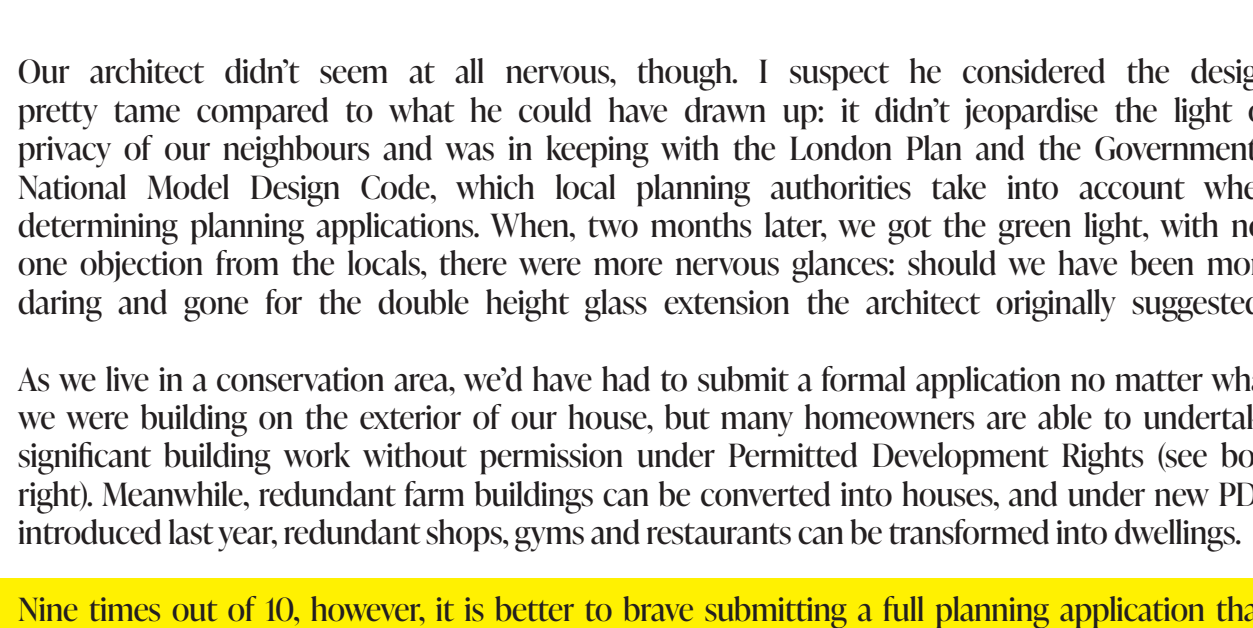 Our architect didn't seem at all nervous, though. I suspect he considered the desig
pretty tame compared to what he could have drawn up: it didn't jeopardise the light
privacy of our neighbours and was in keeping with the London Plan and the Government
National Model Design Code, which local planning authorities take into account whe
determining planning applications. When, two months later, we got the green light, with no
one objection from the locals, there were more nervous glances: should we have been mor
daring and gone for the double height glass extension the architect originally suggested
As we live in a conservation area, we'd have had to submit a formal application no matter wha
we were building on the exterior of our house, but many homeowners are able to undertak
significant building work without permission under Permitted Development Rights (see bo
right). Meanwhile, redundant farm buildings can be converted into houses, and under new PD
introduced last year, redundant shops, gyms and restaurants can be transformed into dwellings.
Nine times out of 10, however, it is better to brave submitting a full planning application tha